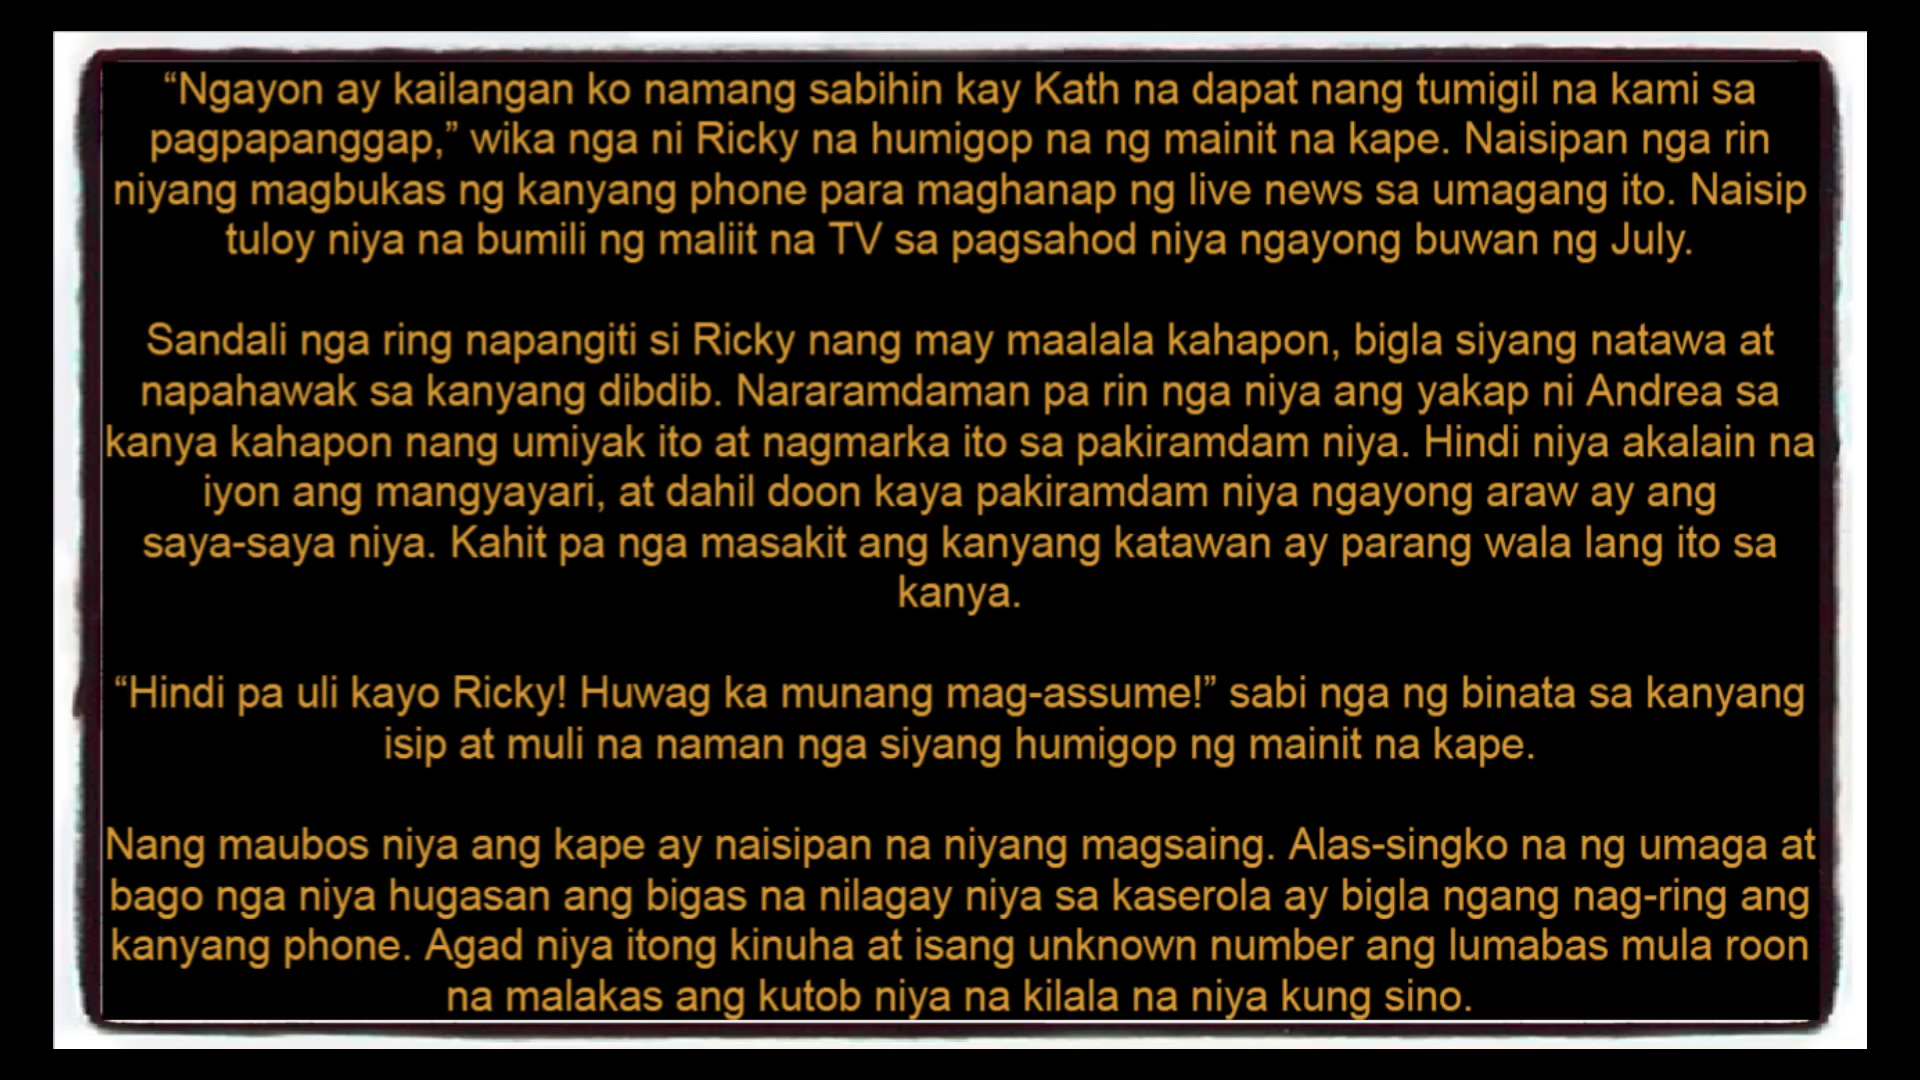 “Ngayon ay kailangan ko namang sabihin kay Kath na dapat nang tumigil na kami sa
pagpapanggap,” wika nga ni Ricky na humigop na ng mainit na kape. Naisipan nga rin
niyang magbukas ng kanyang phone para maghanap ng live news sa umagang ito. Naisip
tuloy niya na bumili ng maliit na TV sa pagsahod niya ngayong buwan ng July.
Sandali nga ring napangiti si Ricky nang may maalala kahapon, bigla siyang natawa at
napahawak sa kanyang dibdib. Nararamdaman pa rin nga niya ang yakap ni Andrea sa
kanya kahapon nang umiyak ito at nagmarka ito sa pakiramdam niya. Hindi niya akalain na
iyon ang mangyayari, at dahil doon kaya pakiramdam niya ngayong araw ay ang
saya-saya niya. Kahit pa nga masakit ang kanyang katawan ay parang wala lang ito sa
kanya.
“Hindi pa uli kayo Ricky! Huwag ka munang mag-assume!” sabi nga ng binata sa kanyang
isip at muli na naman nga siyang humigop ng mainit na kape.
Nang maubos niya ang kape ay naisipan na niyang magsaing. Alas-singko na ng umaga at
bago nga niya hugasan ang bigas na nilagay niya sa kaserola ay bigla ngang nag-ring ang
kanyang phone. Agad niya itong kinuha at isang unknown number ang lumabas mula roon
na malakas ang kutob niya na kilala na niya kung sino.